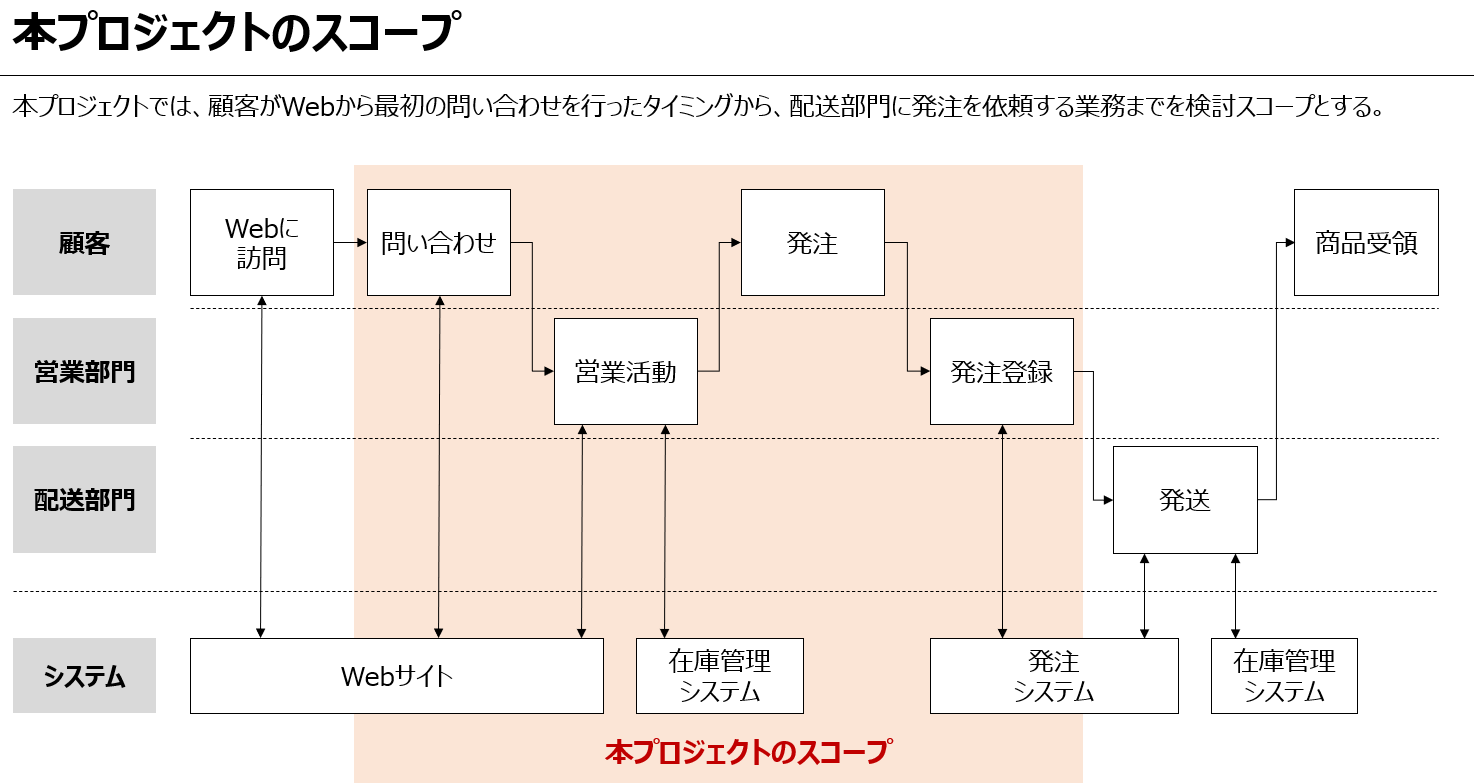 本プロジェクトのスコープ
本プロジェクトでは、顧客がWebから最初の問い合わせを行ったタイミングから、配送部門に発注を依頼する業務までを検討スコープとする。
顧客
Webに
訪問
問い合わせ
発注
商品受領
営業部門
営業活動
発注登録
配送部門
発送
システム
Webサイト
在庫管理
システム
発注
システム
在庫管理
システム
本プロジェクトのスコープ